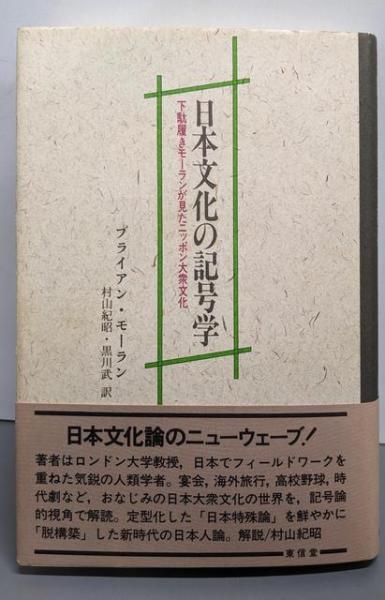 日本文化の記号学
下駄履きモーランが見たニッポン大衆文化
ブライアン・モーラン
村山紀昭・黒川武 訳
日本文化論のニューウェーブ!
著者はロンドン大学教授，日本でフィールドワークを
重ねた気鋭の人類学者。宴会，海外旅行，高校野球，時
代劇など，おなじみの日本大衆文化の世界を，記号論
的視角で解読。定型化した「日本特殊論」を鮮やかに
「脱構築」した新時代の日本人論。解説/村山紀昭
東信堂